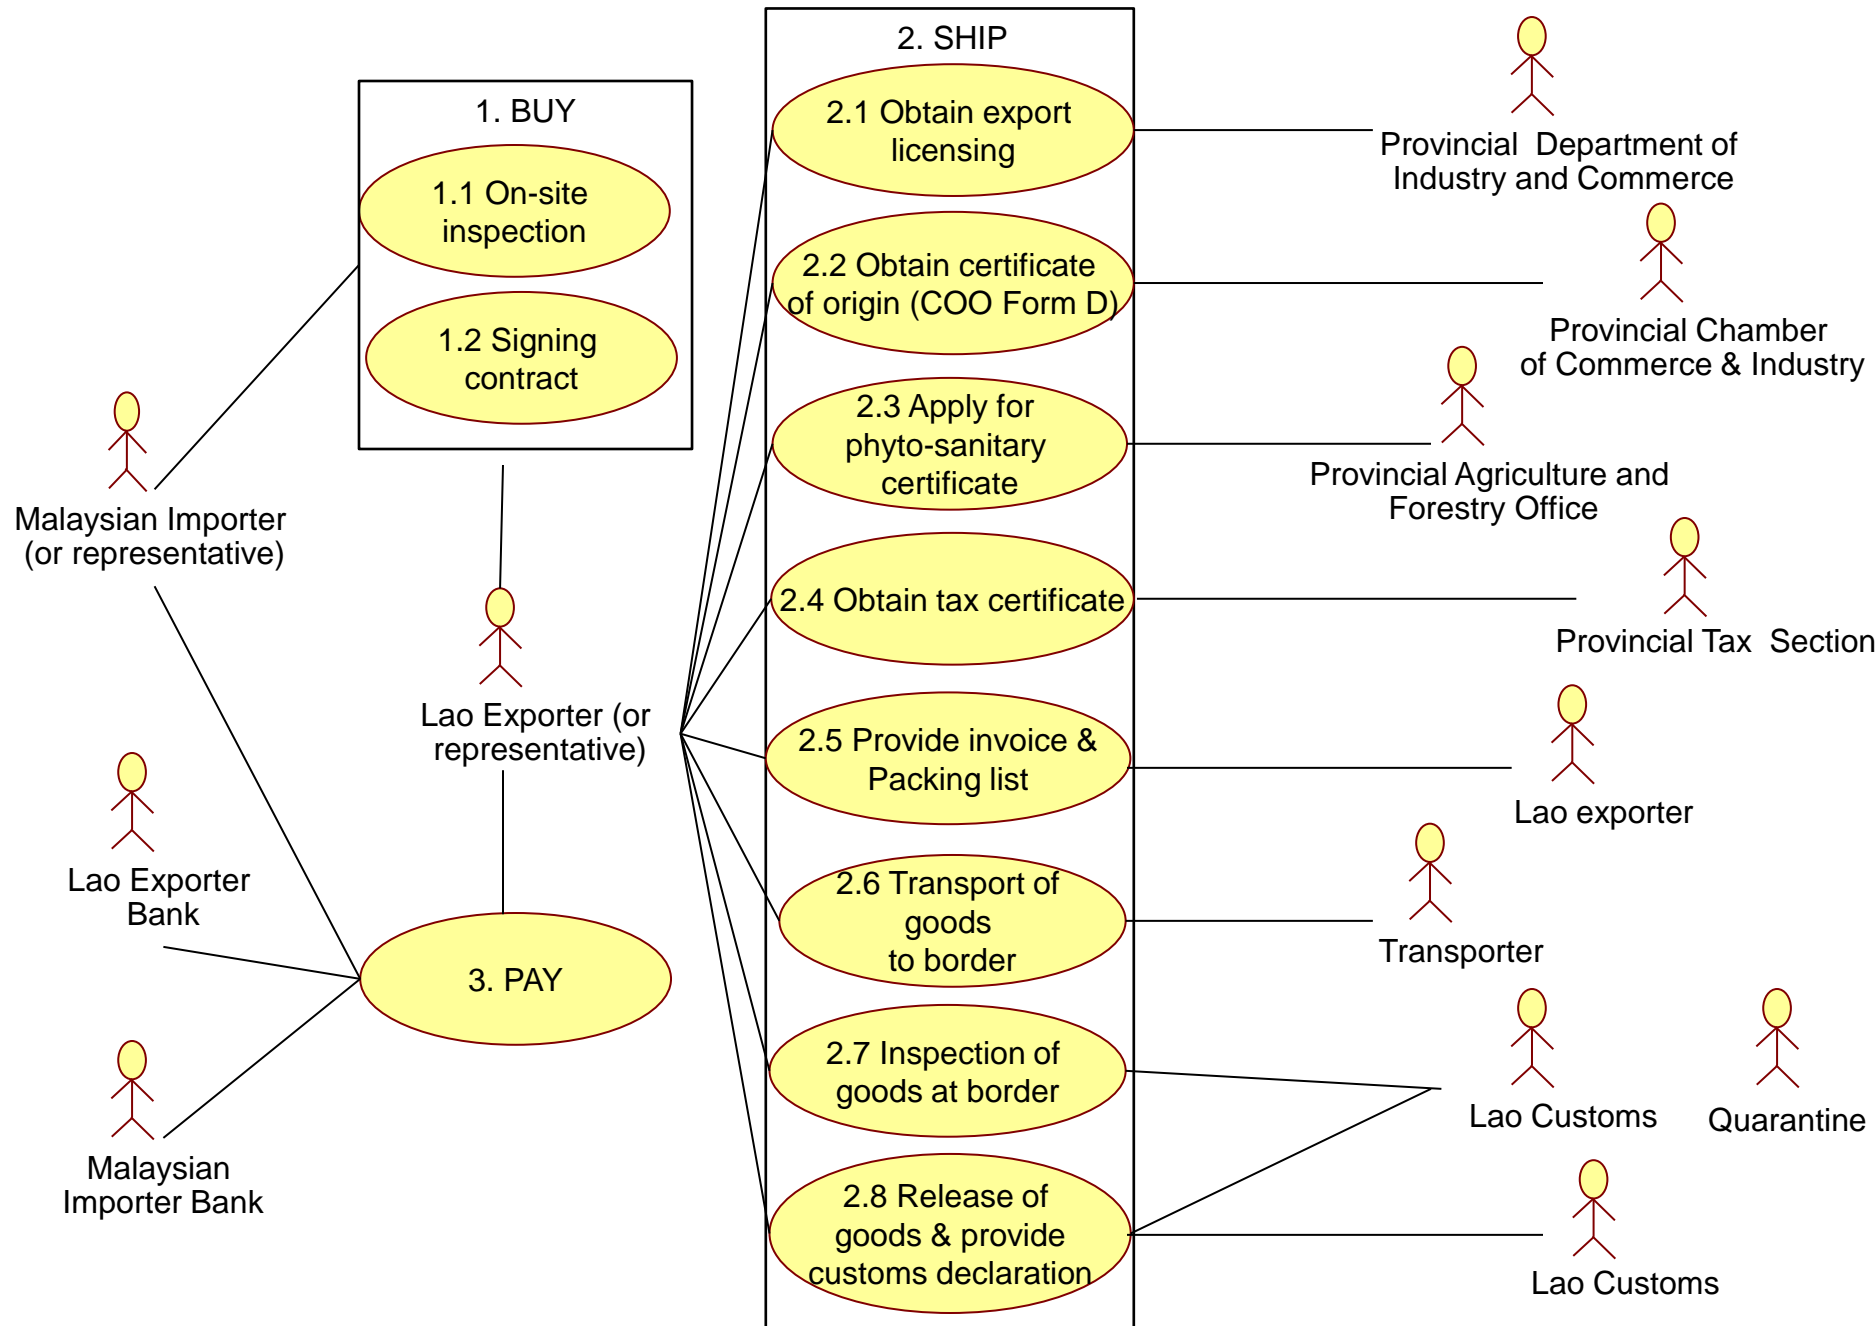 1. BUY
1.1 On-site
inspection
1.2 Signing
contract
Malaysian Importer
(or representative)
Lao Exporter (or
representative)
Lao Exporter
Bank
3. PAY
Malaysian
Importer Bank
2. SHIP
2.1 Obtain export
licensing
2.2 Obtain certificate
of origin (COO Form D)
2.3 Apply for
phyto-sanitary
certificate
2.4 Obtain tax certificate
2.5 Provide invoice &
Packing list
2.6 Transport of
goods
to border
2.7 Inspection of
goods at border
2.8 Release of
goods & provide
customs declaration
Provincial Department of
Industry and Commerce
Provincial Chamber
of Commerce & Industry
Provincial Agriculture and
Forestry Office
Provincial Tax Section
Lao exporter
Transporter
Lao Customs
Quarantine
Lao Customs